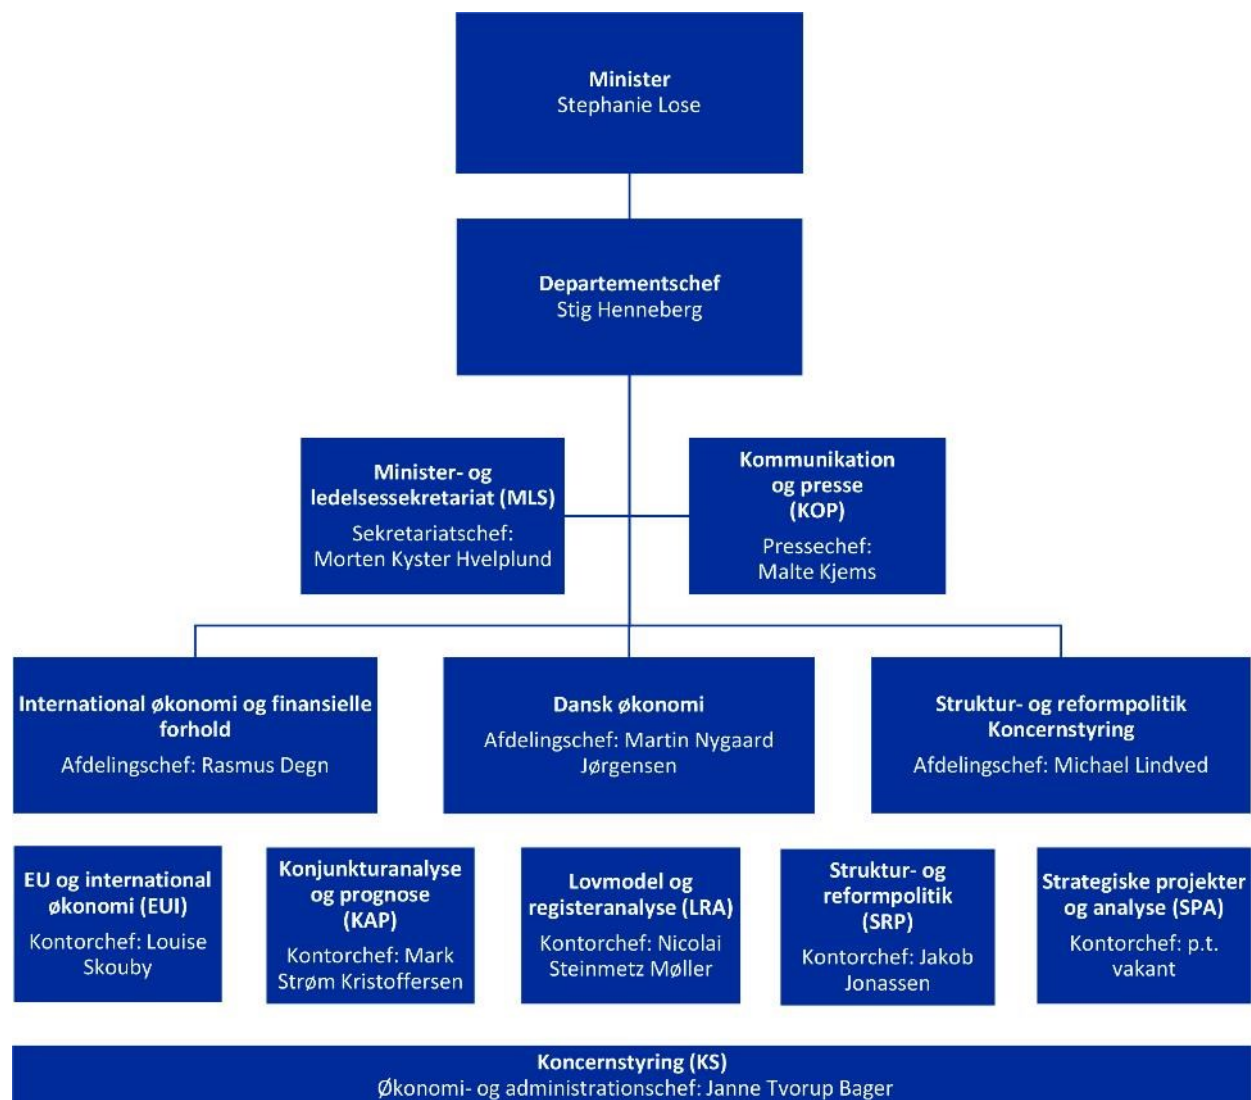 Minister
Stephanie Lose
Departementschef
Stig Henneberg
Minister- og
ledelsessekretariat (MLS)
Sekretariatschef:
Morten Kyster Hvelplund
Kommunikation
og presse
(KOP)
Pressechef:
Malte Kjems
International økonomi og finansielle
forhold
Afdelingschef: Rasmus Degn
Dansk økonomi
Afdelingschef: Martin Nygaard
Jørgensen
Struktur- og reformpolitik
Koncernstyring
Afdelingschef: Michael Lindved
EU og international
økonomi (EUI)
Kontorchef: Louise
Skouby
Konjunkturanalyse
og prognose
(KAP)
Kontorchef: Mark
Strøm Kristoffersen
Lovmodel og
registeranalyse (LRA)
Kontorchef: Nicolai
Steinmetz Møller
Struktur- og
reformpolitik
(SRP)
Kontorchef: Jakob
Jonassen
Strategiske projekter
og analyse (SPA)
Kontorchef: p.t.
vakant
Koncernstyring (KS)
Økonomi- og administrationschef: Janne Tvorup Bager